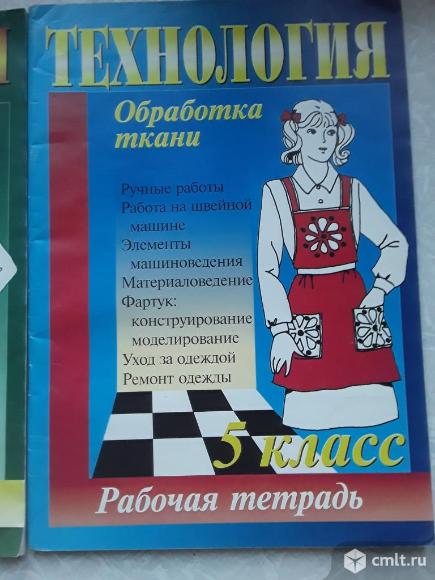 ТЕХНОЛОГИЯ
Обработка
ткани
Ручные работы
Работа на швейной
машине
Элементы
машиноведения
Материаловедение
Фартук:
конструирование
моделирование
Уход за одеждой
Ремонт одежды
5 класс
Рабочая тетрадь
cmlt.ru